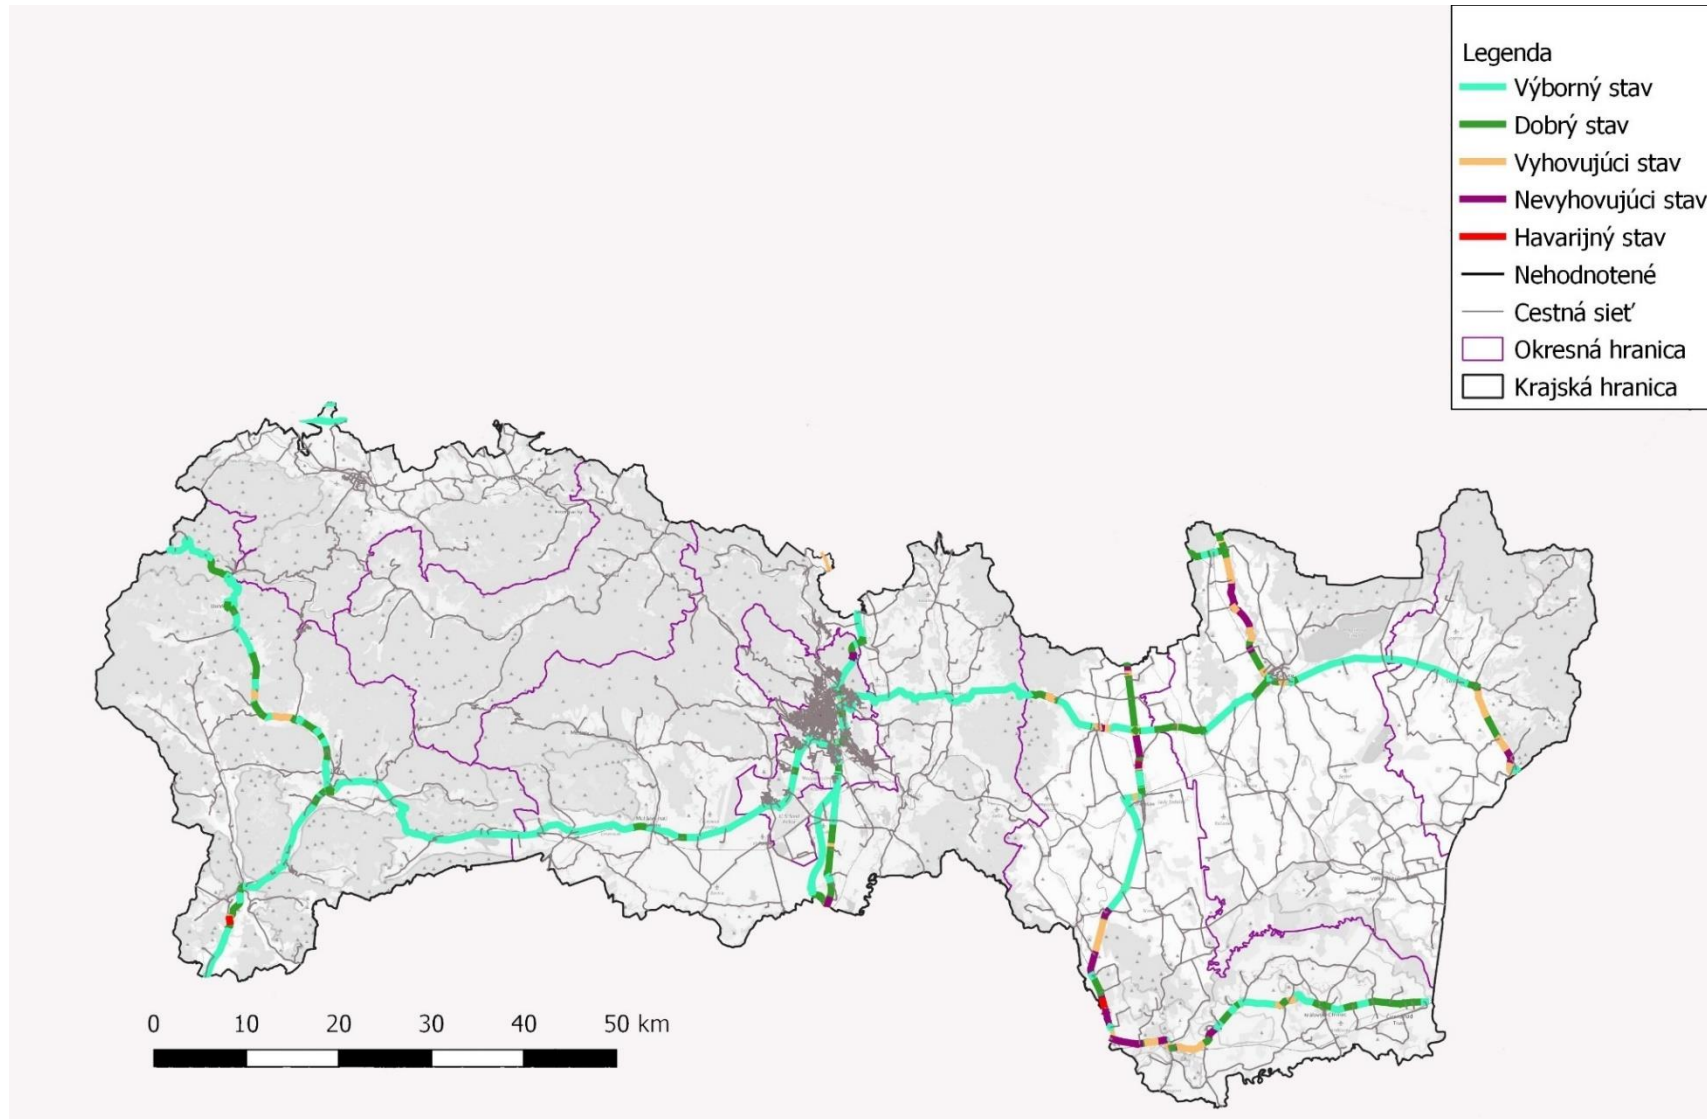 Legenda
Výborný stav
Dobrý stav
Vyhovujúci stav
Nevyhovujúci stav
Havarijný stav
Nehodnotené
Cestná sieť
Okresná hranica
Krajská hranica
0 10 20 30 40 50 km